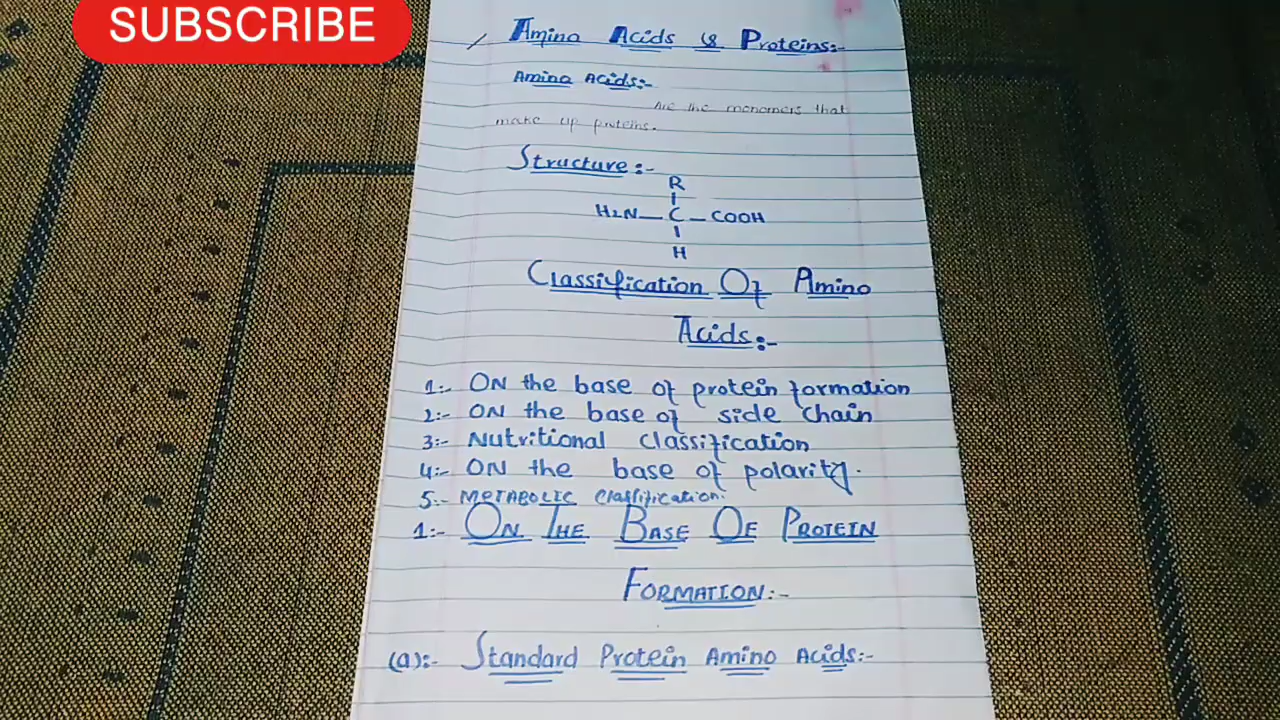 SUBSCRIBE
Amino Acids & Proteins:-
Amino Acids:-
Are the monomers that
make up proteins.
Structure:-
R
H2N—C—COOH
H
Classification Of Amino
Acids:-
1:- ON the base of protein formation
2:- ON the base of side chain
3:- Nutritional classification
4:- ON the base of polarity.
5:- METABOLIC classification.
1:- ON THE BASE OF PROTEIN
FORMATION:-
(a):- Standard Protein Amino Acids:-